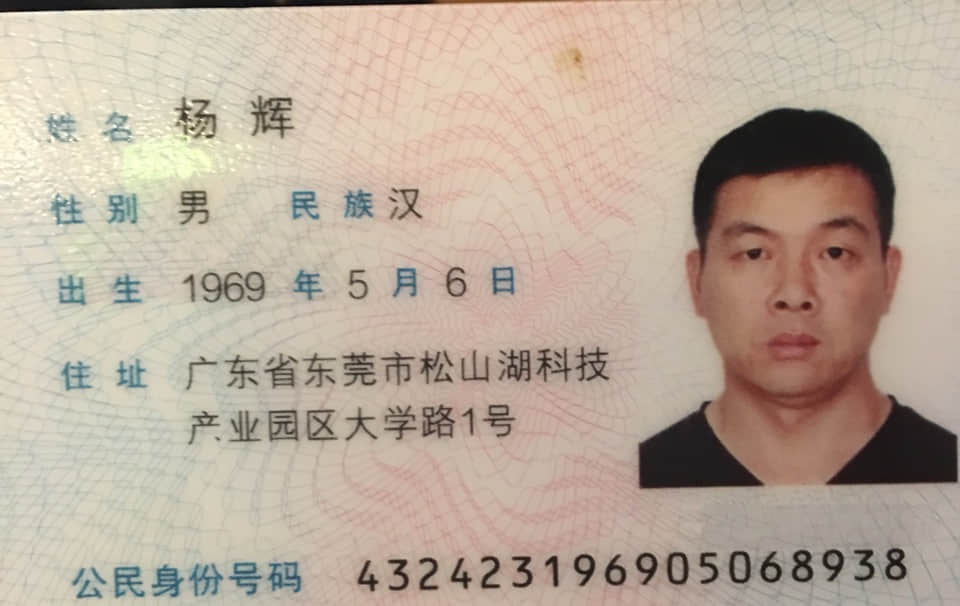 姓名 杨辉
性别 男 民族 汉
出生 1969 年 5 月 6 日
住址 广东省东莞市松山湖科技
产业园区大学路1号
公民身份号码 432423196905068938